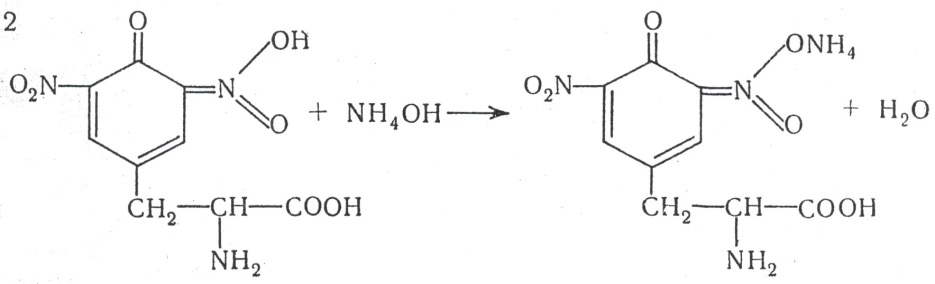 2
O O
OH ONH₄
O₂N N O₂N N
O + NH₄OH → O + H₂O
CH₂—CH—COOH CH₂—CH—COOH
NH₂ NH₂